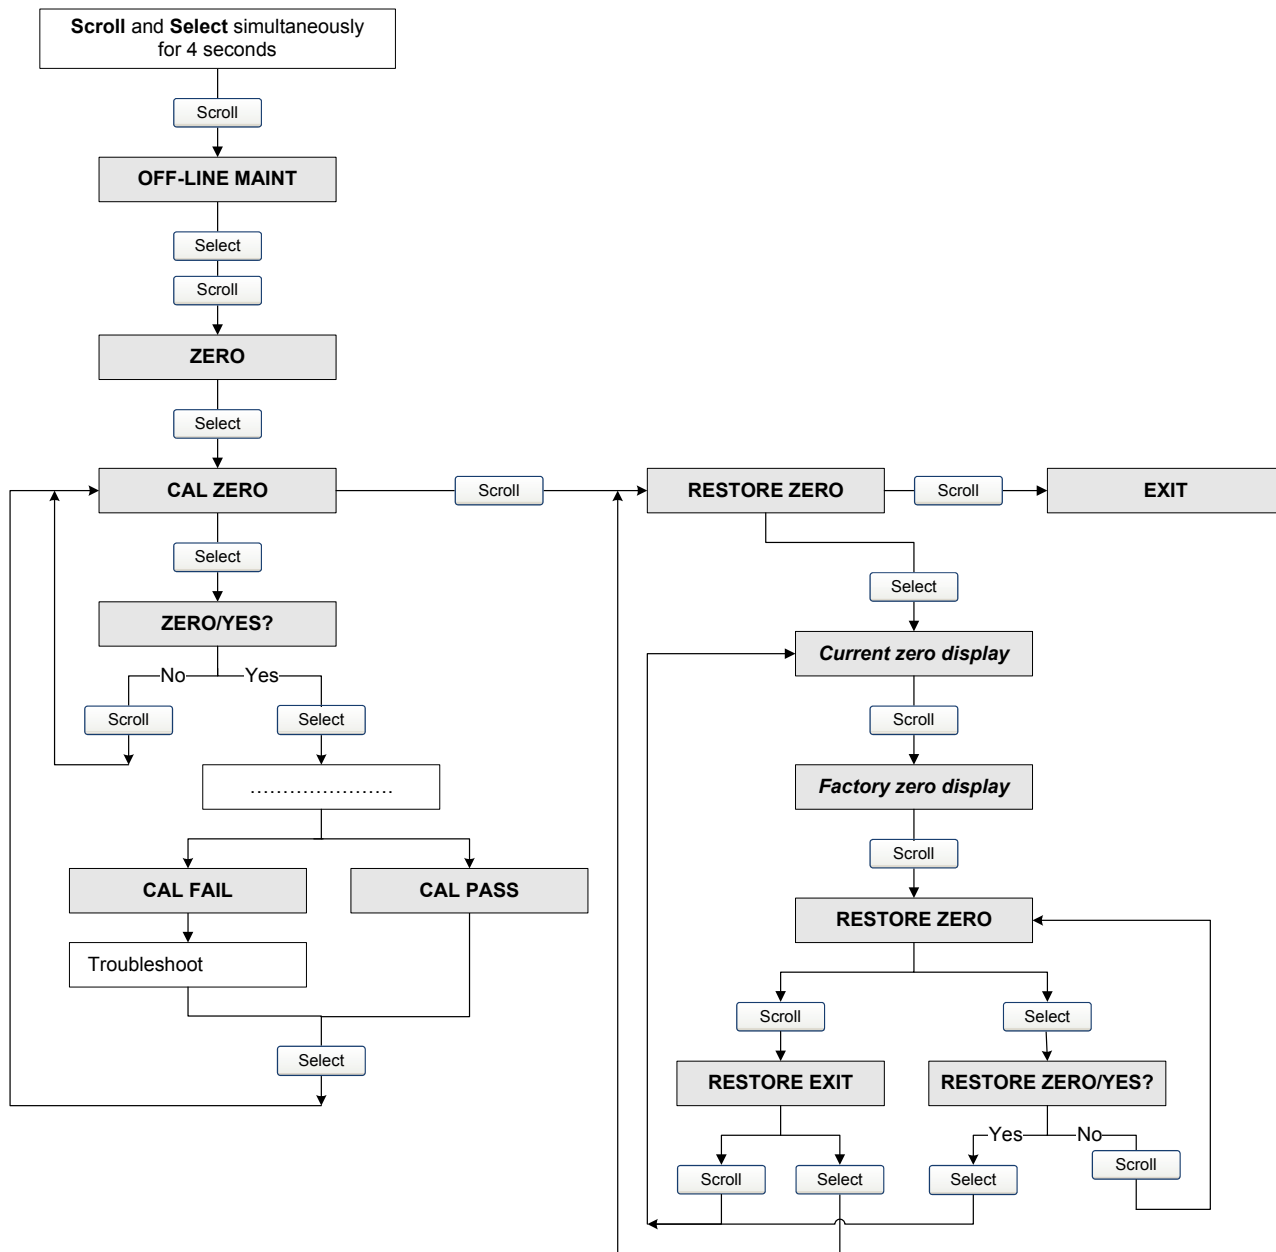 Scroll and Select simultaneously
for 4 seconds
Scroll
OFF-LINE MAINT
Select
Scroll
ZERO
Select
CAL ZERO
Scroll
RESTORE ZERO
Scroll
EXIT
Select
Select
ZERO/YES?
Current zero display
No
Yes
Scroll
Select
Scroll
......................
Factory zero display
Scroll
CAL FAIL
CAL PASS
RESTORE ZERO
Troubleshoot
Scroll
Select
Select
RESTORE EXIT
RESTORE ZERO/YES?
Yes
No
Scroll
Select
Select
Scroll